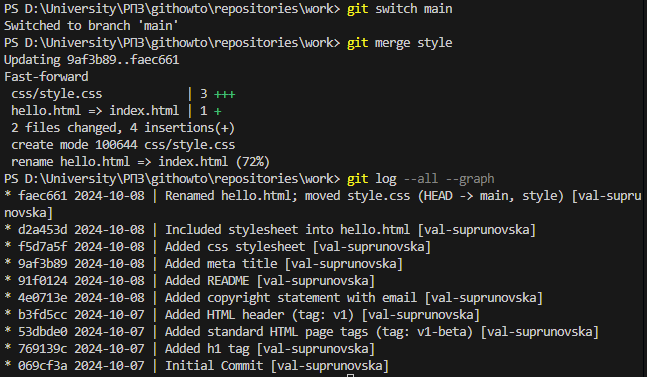 PS D:\University\РПЗ\githowto\repositories\work> git switch main
Switched to branch 'main'
PS D:\University\РПЗ\githowto\repositories\work> git merge style
Updating 9af3b89..faec661
Fast-forward
 css/style.css            | 3 +++
 hello.html => index.html | 1 +
 2 files changed, 4 insertions(+)
 create mode 100644 css/style.css
 rename hello.html => index.html (72%)
PS D:\University\РПЗ\githowto\repositories\work> git log --all --graph
* faec661 2024-10-08 | Renamed hello.html; moved style.css (HEAD -> main, style) [val-supru
novska]
* d2a453d 2024-10-08 | Included stylesheet into hello.html [val-suprunovska]
* f5d7a5f 2024-10-08 | Added css stylesheet [val-suprunovska]
* 9af3b89 2024-10-08 | Added meta title [val-suprunovska]
* 91f0124 2024-10-08 | Added README [val-suprunovska]
* 4e0713e 2024-10-08 | Added copyright statement with email [val-suprunovska]
* b3fd5cc 2024-10-07 | Added HTML header (tag: v1) [val-suprunovska]
* 53dbde0 2024-10-07 | Added standard HTML page tags (tag: v1-beta) [val-suprunovska]
* 769139c 2024-10-07 | Added h1 tag [val-suprunovska]
* 069cf3a 2024-10-07 | Initial Commit [val-suprunovska]